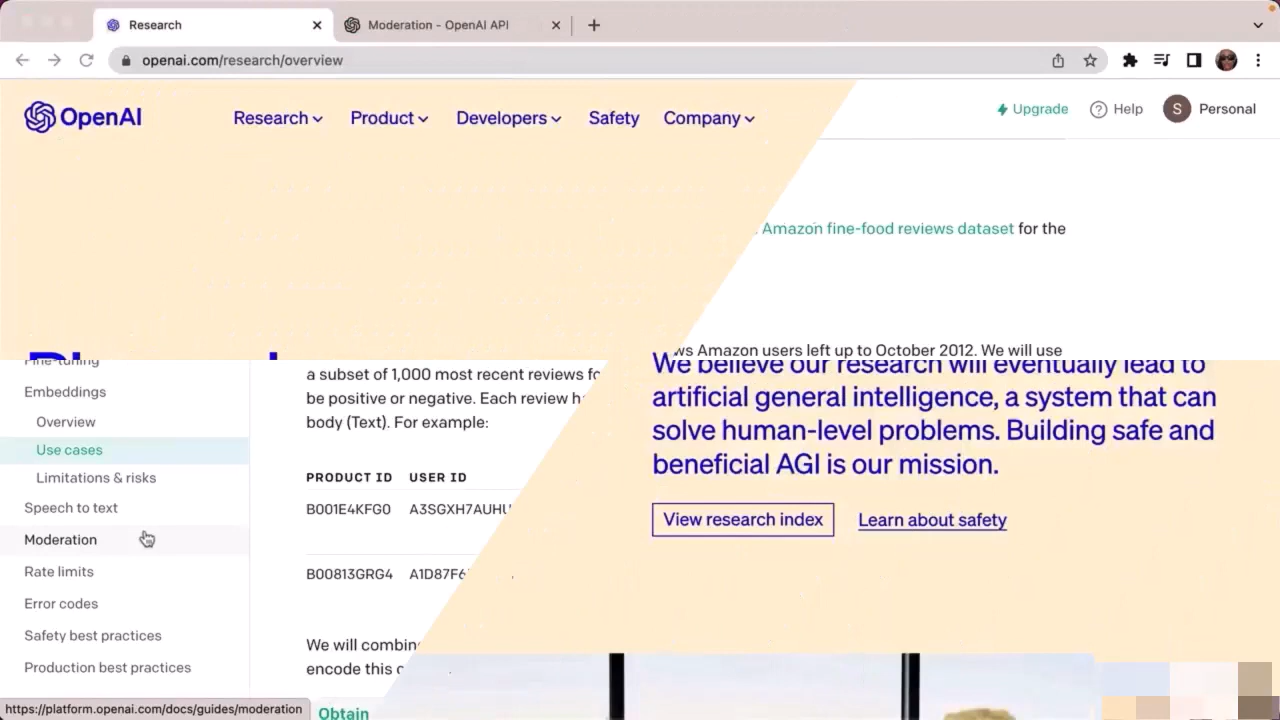 Research
Moderation - OpenAI API
openai.com/research/overview
OpenAI
Research
Product
Developers
Safety
Company
Upgrade
Help
S
Personal
Amazon fine-food reviews dataset for the
ws Amazon users left up to October 2012. We will use
Fine-tuning
Embeddings
Overview
Use cases
Limitations & risks
Speech to text
Moderation
Rate limits
Error codes
Safety best practices
Production best practices
a subset of 1,000 most recent reviews fo
be positive or negative. Each review ha
body (Text). For example:
PRODUCT ID USER ID
B001E4KFG0 A3SGXH7AUHU
B00813GRG4 A1D87F6
We will combin
encode this c
Obtain
We believe our research will eventually lead to
artificial general intelligence, a system that can
solve human-level problems. Building safe and
beneficial AGI is our mission.
View research index
Learn about safety
https://platform.openai.com/docs/guides/moderation